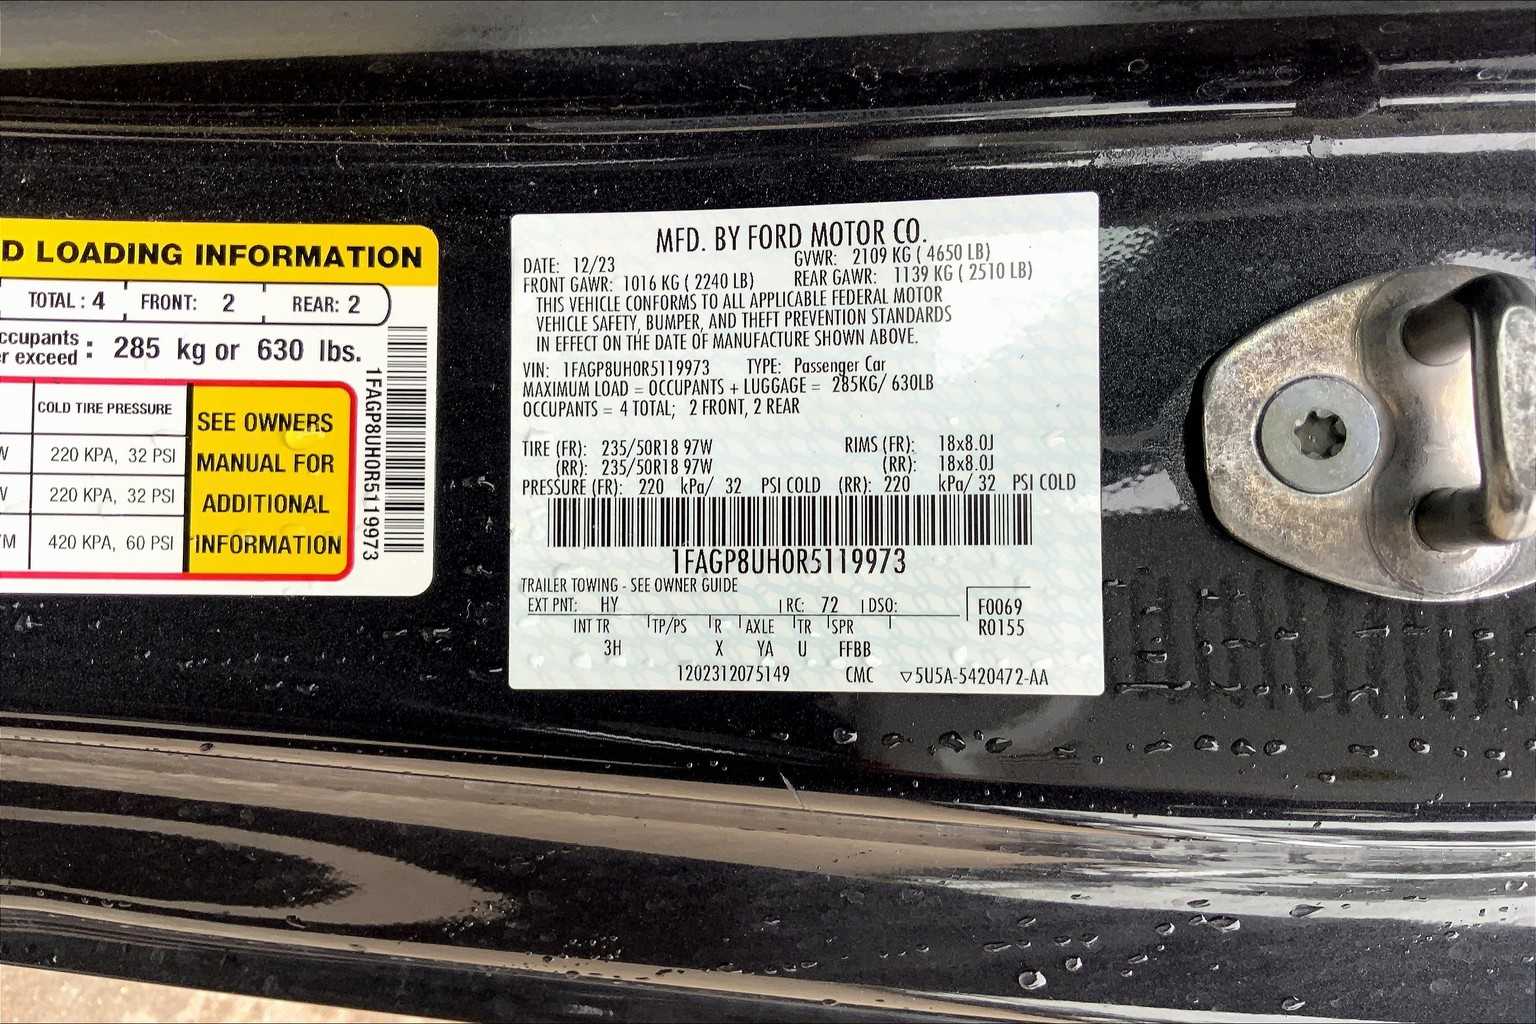 D LOADING INFORMATION
TOTAL : 4 FRONT: 2 REAR: 2
ccupants
r exceed : 285 kg or 630 lbs.
COLD TIRE PRESSURE
220 KPA, 32 PSI
220 KPA, 32 PSI
420 KPA, 60 PSI
SEE OWNERS
MANUAL FOR
ADDITIONAL
INFORMATION
1FAGP8UH0R5119973
MFD. BY FORD MOTOR CO.
DATE: 12/23 GVWR: 2109 KG ( 4650 LB)
FRONT GAWR: 1016 KG ( 2240 LB) REAR GAWR: 1139 KG ( 2510 LB)
THIS VEHICLE CONFORMS TO ALL APPLICABLE FEDERAL MOTOR
VEHICLE SAFETY, BUMPER, AND THEFT PREVENTION STANDARDS
IN EFFECT ON THE DATE OF MANUFACTURE SHOWN ABOVE.
VIN: 1FAGP8UH0R5119973 TYPE: Passenger Car
MAXIMUM LOAD = OCCUPANTS + LUGGAGE = 285KG/ 630LB
OCCUPANTS = 4 TOTAL; 2 FRONT, 2 REAR
TIRE (FR): 235/50R18 97W RIMS (FR): 18x8.0J
(RR): 235/50R18 97W (RR): 18x8.0J
PRESSURE (FR): 220 kPa/ 32 PSI COLD (RR): 220 kPa/ 32 PSI COLD
1FAGP8UH0R5119973
TRAILER TOWING - SEE OWNER GUIDE
EXT PNT: HY RC: 72 DSO: F0069
INT TR TP/PS R AXLE TR SPR R0155
3H X YA U FFBB
1202312075149 CMC ▽5U5A-5420472-AA